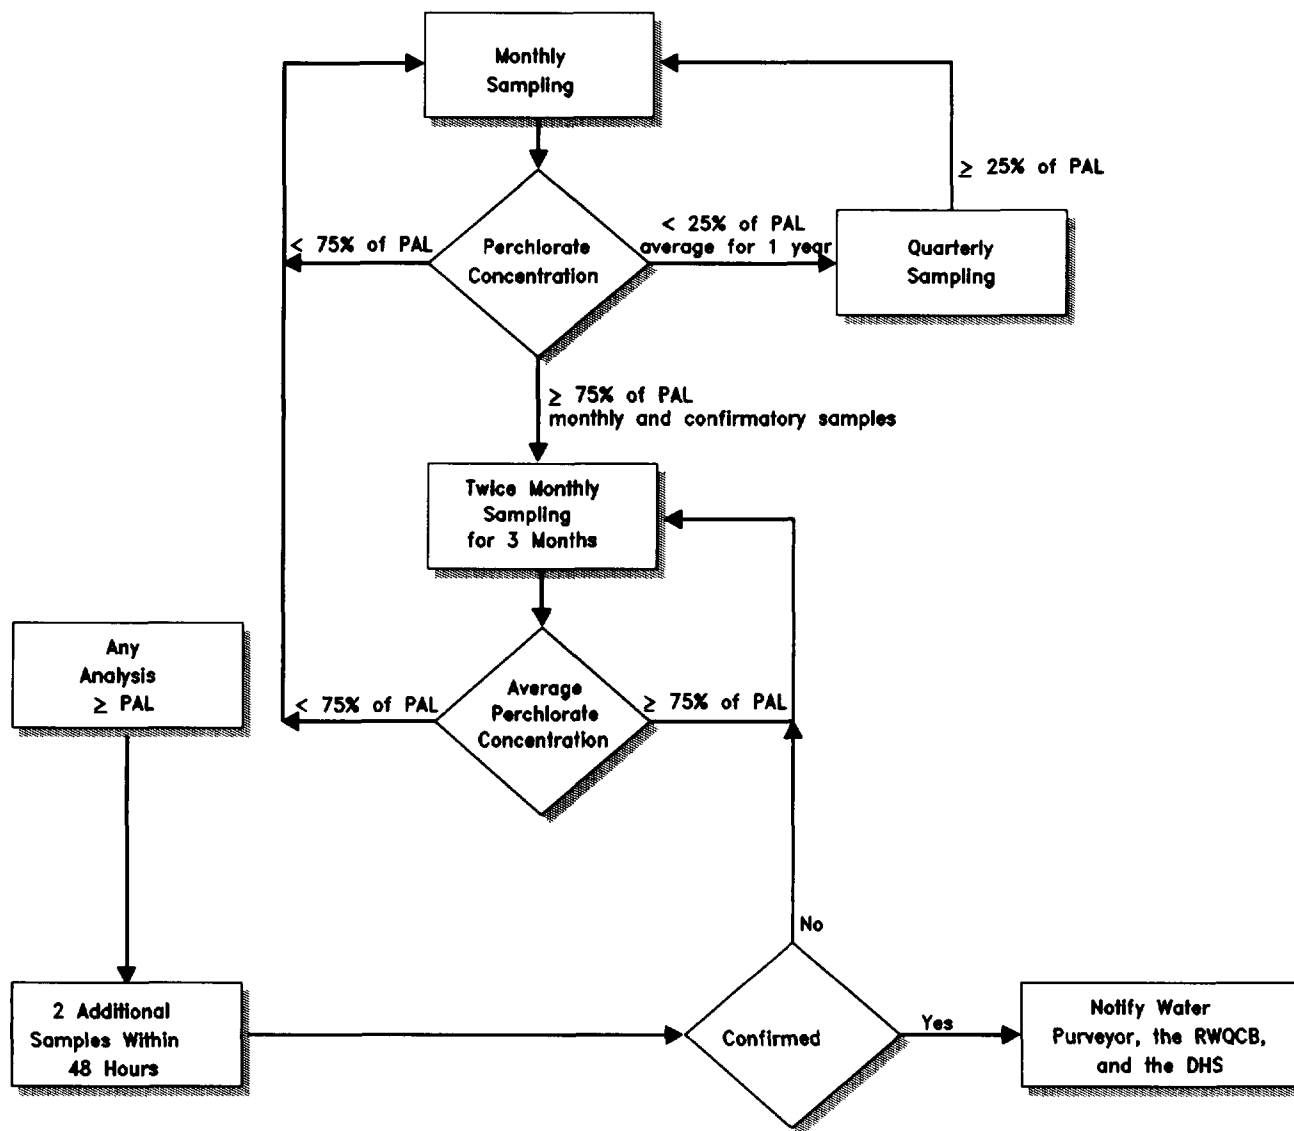 Monthly
Sampling
≥ 25% of PAL
< 75% of PAL
Perchlorate
Concentration
< 25% of PAL
average for 1 year
Quarterly
Sampling
≥ 75% of PAL
monthly and confirmatory samples
Twice Monthly
Sampling
for 3 Months
Any
Analysis
≥ PAL
< 75% of PAL
Average
Perchlorate
Concentration
≥ 75% of PAL
No
2 Additional
Samples Within
48 Hours
Confirmed
Yes
Notify Water
Purveyor, the RWQCB,
and the DHS